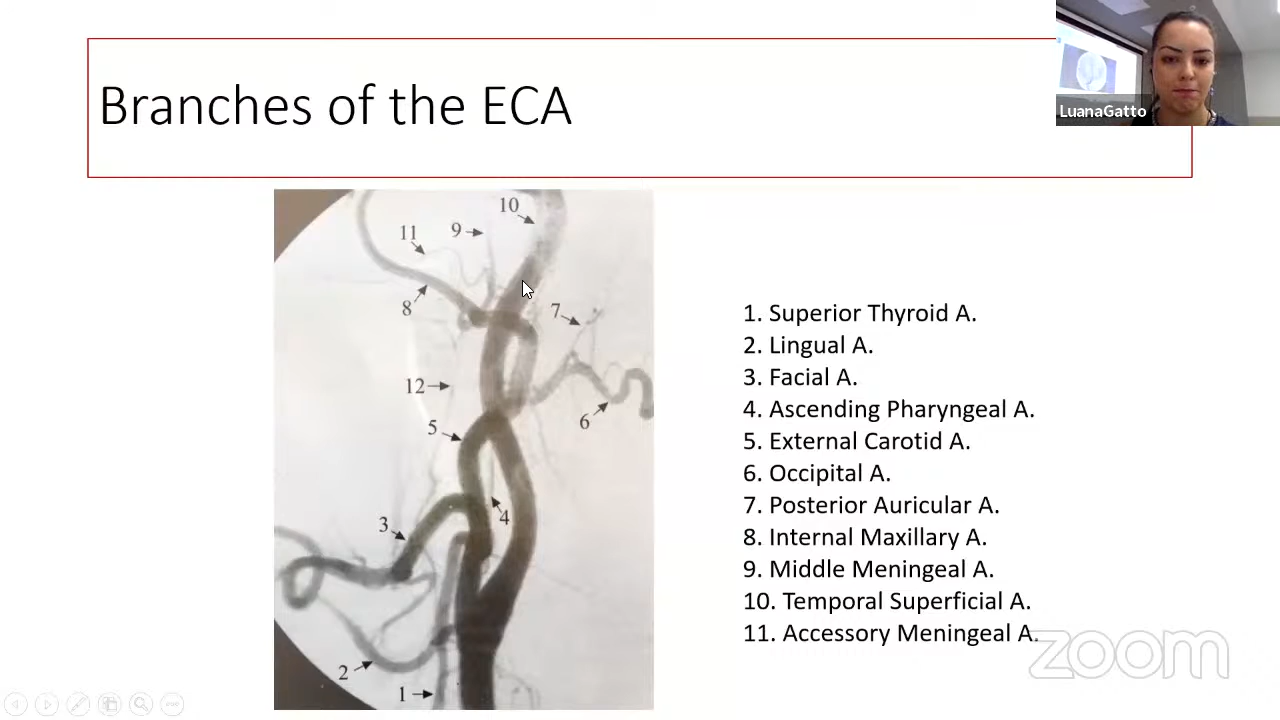 Branches of the ECA
LuanaGatto
10
11
9
8
7
12
6
5
4
3
2
1
1. Superior Thyroid A.
2. Lingual A.
3. Facial A.
4. Ascending Pharyngeal A.
5. External Carotid A.
6. Occipital A.
7. Posterior Auricular A.
8. Internal Maxillary A.
9. Middle Meningeal A.
10. Temporal Superficial A.
11. Accessory Meningeal A.
zoom